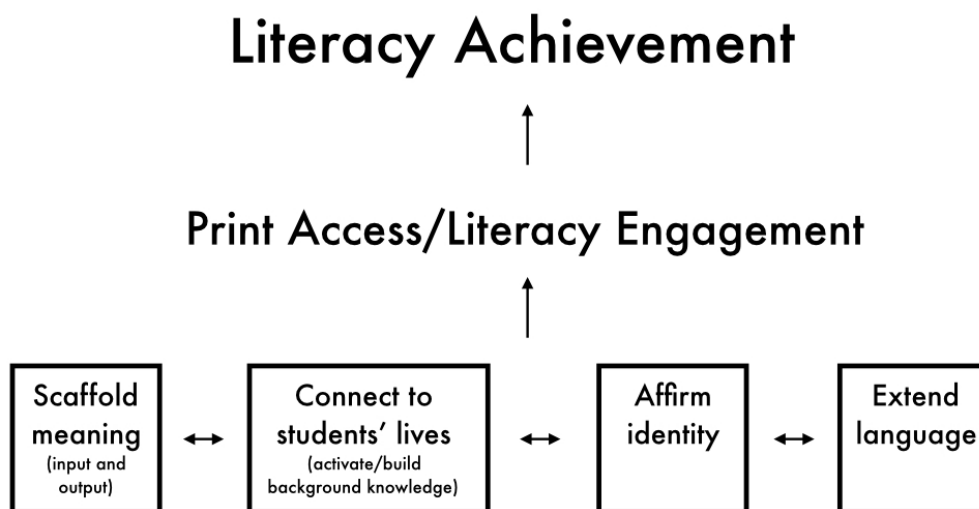 Literacy Achievement
Print Access/Literacy Engagement
Scaffold
meaning
(input and
output)
Connect to
students’ lives
(activate/build
background knowledge)
Affirm
identity
Extend
language